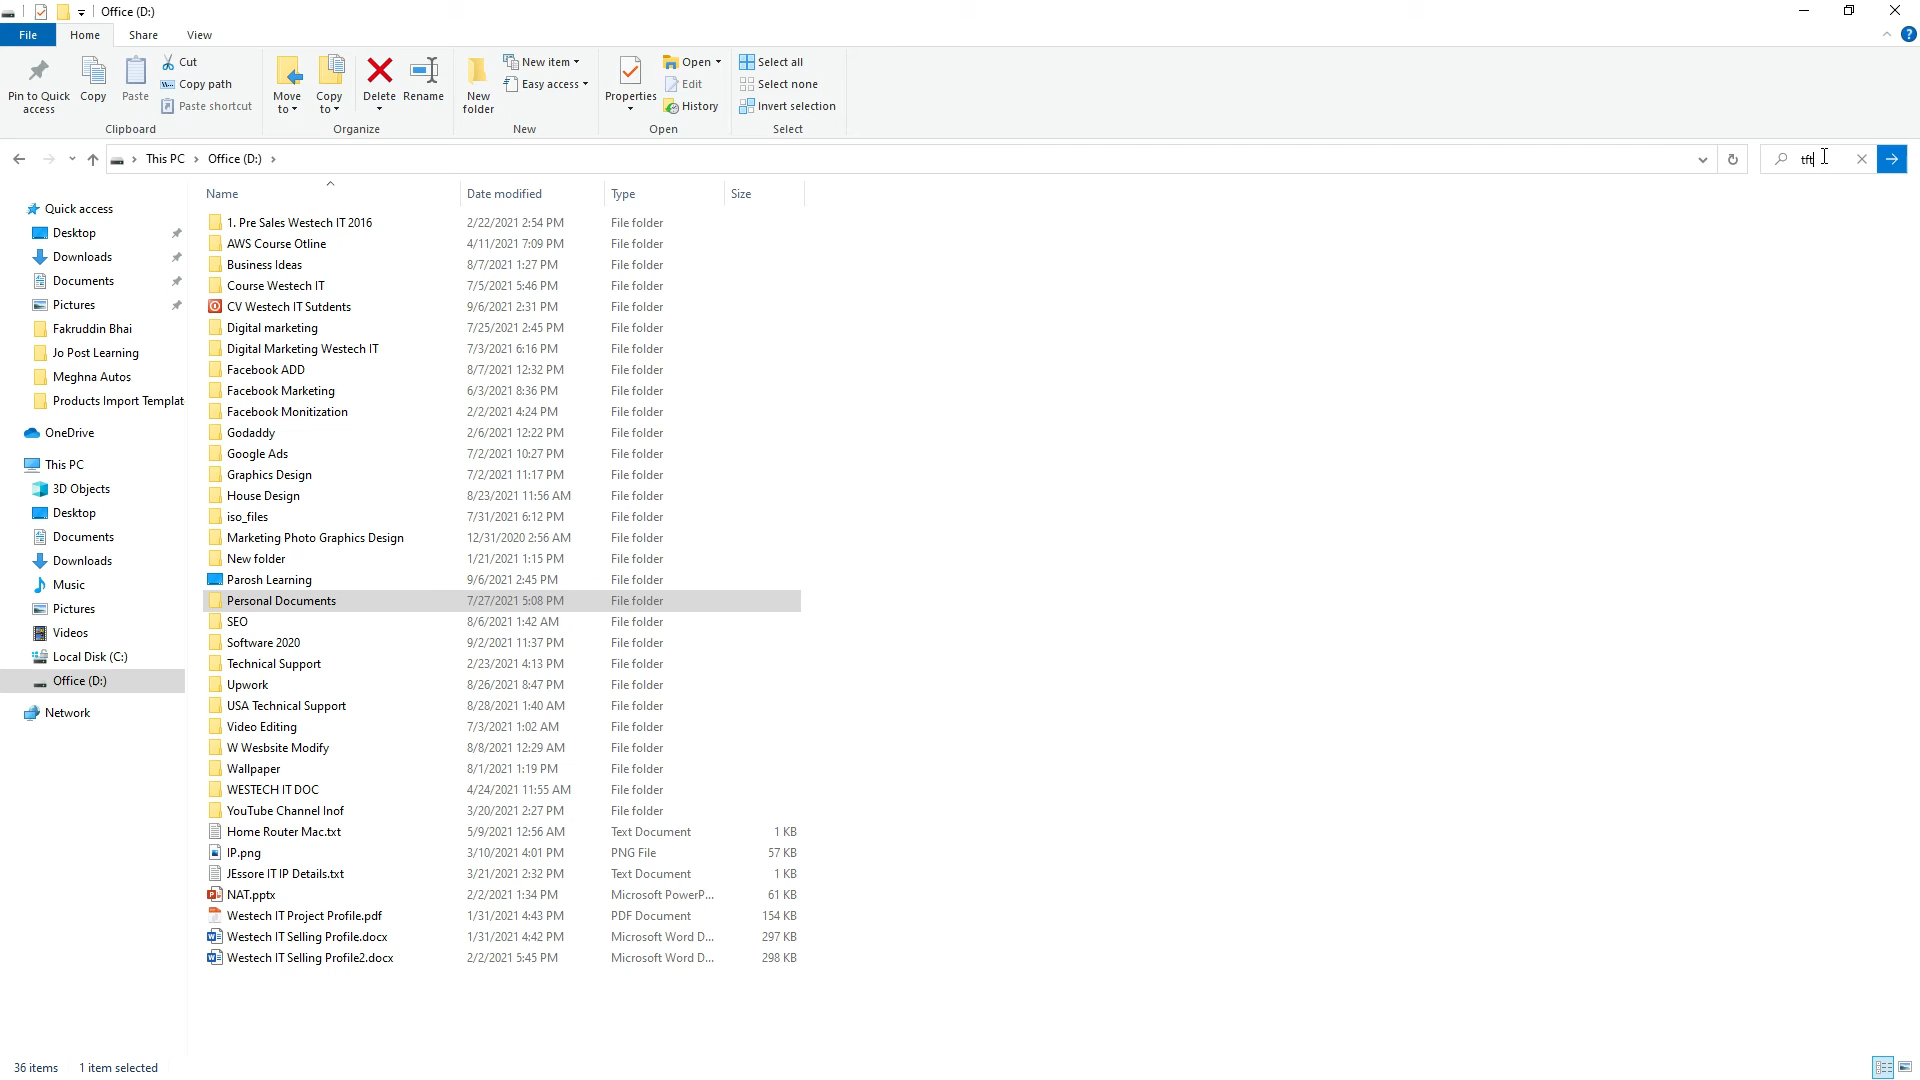 Office (D:)
File Home Share View
Pin to Quick access
Copy
Paste
Cut
Copy path
Paste shortcut
Clipboard
Move to
Copy to
Delete
Rename
Organize
New folder
New item
Easy access
New
Properties
Open
Edit
History
Open
Select all
Select none
Invert selection
Select
This PC Office (D:)
tft
Quick access
Desktop
Downloads
Documents
Pictures
Fakruddin Bhai
Jo Post Learning
Meghna Autos
Products Import Templat
OneDrive
This PC
3D Objects
Desktop
Documents
Downloads
Music
Pictures
Videos
Local Disk (C:)
Office (D:)
Network
Name Date modified Type Size
1. Pre Sales Westech IT 2016 2/22/2021 2:54 PM File folder
AWS Course Otline 4/11/2021 7:09 PM File folder
Business Ideas 8/7/2021 1:27 PM File folder
Course Westech IT 7/5/2021 5:46 PM File folder
CV Westech IT Sutdents 9/6/2021 2:31 PM File folder
Digital marketing 7/25/2021 2:45 PM File folder
Digital Marketing Westech IT 7/3/2021 6:16 PM File folder
Facebook ADD 8/7/2021 12:32 PM File folder
Facebook Marketing 6/3/2021 8:36 PM File folder
Facebook Monitization 2/2/2021 4:24 PM File folder
Godaddy 2/6/2021 12:22 PM File folder
Google Ads 7/2/2021 10:27 PM File folder
Graphics Design 7/2/2021 11:17 PM File folder
House Design 8/23/2021 11:56 AM File folder
iso_files 7/31/2021 6:12 PM File folder
Marketing Photo Graphics Design 12/31/2020 2:56 AM File folder
New folder 1/21/2021 1:15 PM File folder
Parosh Learning 9/6/2021 2:45 PM File folder
Personal Documents 7/27/2021 5:08 PM File folder
SEO 8/6/2021 1:42 AM File folder
Software 2020 9/2/2021 11:37 PM File folder
Technical Support 2/23/2021 4:13 PM File folder
Upwork 8/26/2021 8:47 PM File folder
USA Technical Support 8/28/2021 1:40 AM File folder
Video Editing 7/3/2021 1:02 AM File folder
W Wesbsite Modify 8/8/2021 12:29 AM File folder
Wallpaper 8/1/2021 1:19 PM File folder
WESTECH IT DOC 4/24/2021 11:55 AM File folder
YouTube Channel Inof 3/20/2021 2:27 PM File folder
Home Router Mac.txt 5/9/2021 12:56 AM Text Document 1 KB
IP.png 3/10/2021 4:01 PM PNG File 57 KB
JEssore IT IP Details.txt 3/21/2021 2:32 PM Text Document 1 KB
NAT.pptx 2/2/2021 1:34 PM Microsoft PowerP... 61 KB
Westech IT Project Profile.pdf 1/31/2021 4:43 PM PDF Document 154 KB
Westech IT Selling Profile.docx 1/31/2021 4:42 PM Microsoft Word D... 297 KB
Westech IT Selling Profile2.docx 2/2/2021 5:45 PM Microsoft Word D... 298 KB
36 items 1 item selected